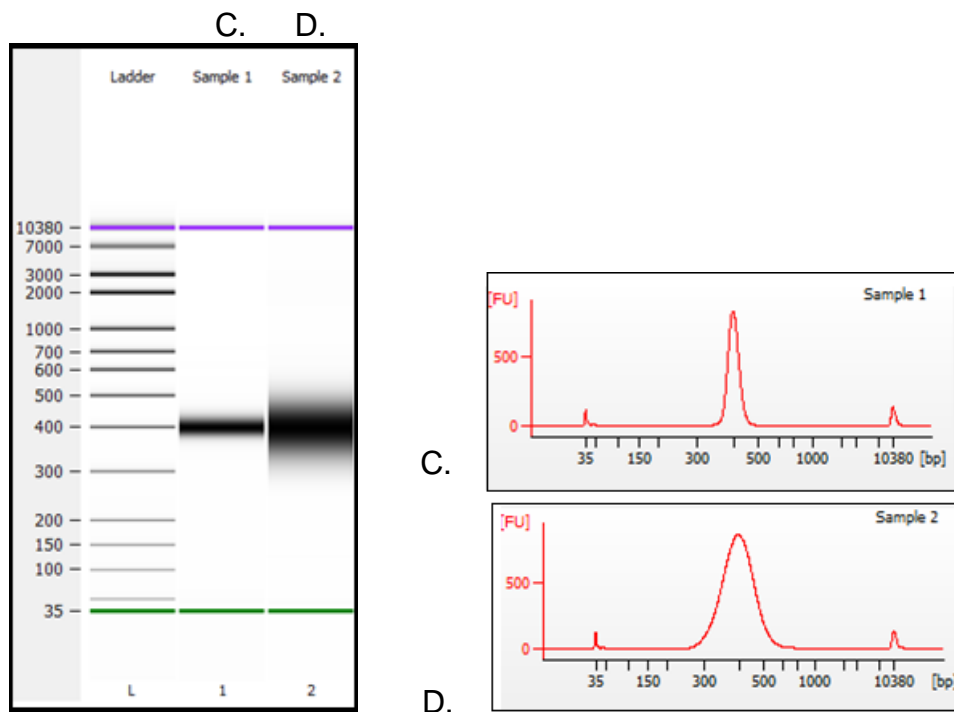 C. D.
Ladder Sample 1 Sample 2
10380
7000
3000
2000
1000
700
600
500
400
300
200
150
100
35
L 1 2
C.
[FU] Sample 1
500
0
35 150 300 500 1000 10380 [bp]
D.
[FU] Sample 2
500
0
35 150 300 500 1000 10380 [bp]